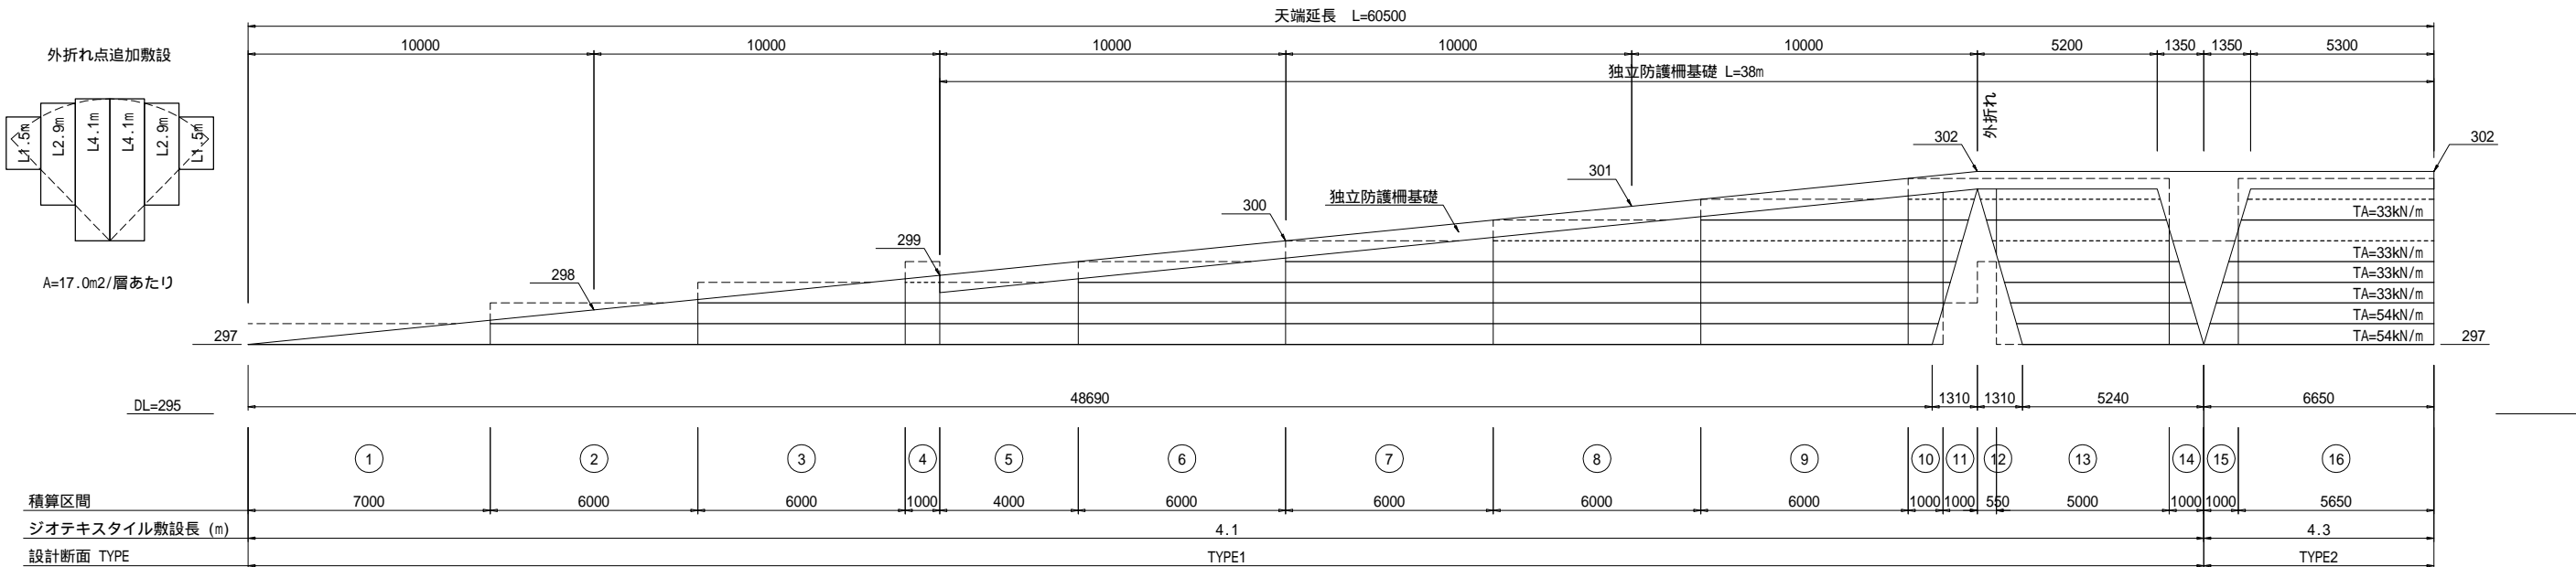 天端延長 L=60500
10000 10000 10000 10000 10000 5200 1350 1350 5300
外折れ点追加敷設
独立防護柵基礎 L=38m
外折れ
L1.5m L2.9m L4.1m L4.1m L2.9m L1.5m
A=17.0m2/層あたり
302 302
301
独立防護柵基礎
300
299
298
297 297
TA=33kN/m
TA=33kN/m
TA=33kN/m
TA=33kN/m
TA=54kN/m
TA=54kN/m
DL=295
48690 1310 1310 5240 6650
1 2 3 4 5 6 7 8 9 10 11 12 13 14 15 16
積算区間 7000 6000 6000 1000 4000 6000 6000 6000 6000 1000 1000 550 5000 1000 1000 5650
ジオテキスタイル敷設長 (m) 4.1 4.3
設計断面 TYPE TYPE1 TYPE2